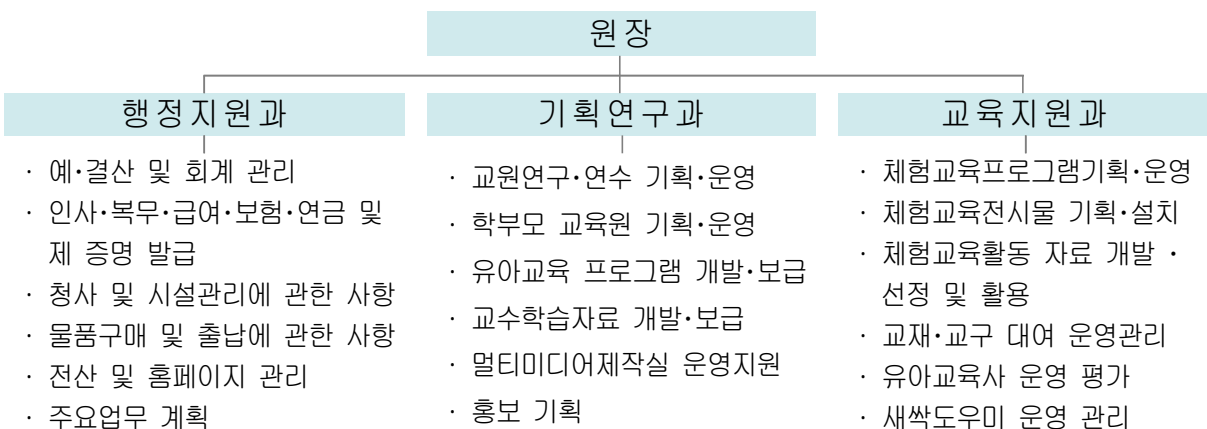 원장
행정지원과
· 예·결산 및 회계 관리
· 인사·복무·급여·보험·연금 및
제 증명 발급
· 청사 및 시설관리에 관한 사항
· 물품구매 및 출납에 관한 사항
· 전산 및 홈페이지 관리
· 주요업무 계획
기획연구과
· 교원연구·연수 기획·운영
· 학부모 교육원 기획·운영
· 유아교육 프로그램 개발·보급
· 교수학습자료 개발·보급
· 멀티미디어제작실 운영지원
· 홍보 기획
교육지원과
· 체험교육프로그램기획·운영
· 체험교육전시물 기획·설치
· 체험교육활동 자료 개발 ·
선정 및 활용
· 교재·교구 대여 운영관리
· 유아교육사 운영 평가
· 새싹도우미 운영 관리